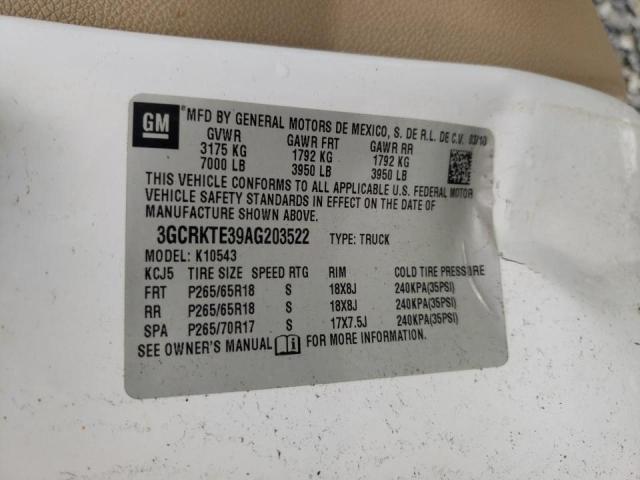 GM
MFD BY GENERAL MOTORS DE MEXICO, S. DE R.L. DE C.V. 03/10
GVWR GAWR FRT GAWR RR
3175 KG 1792 KG 1792 KG
7000 LB 3950 LB 3950 LB
THIS VEHICLE CONFORMS TO ALL APPLICABLE U.S. FEDERAL MOTOR
VEHICLE SAFETY STANDARDS IN EFFECT ON THE DATE OF
MANUFACTURE SHOWN ABOVE.
3GCRKTE39AG203522 TYPE: TRUCK
MODEL: K10543
KCJ5 TIRE SIZE SPEED RTG RIM COLD TIRE PRESSURE
FRT P265/65R18 S 18X8J 240KPA(35PSI)
RR P265/65R18 S 18X8J 240KPA(35PSI)
SPA P265/70R17 S 17X7.5J 240KPA(35PSI)
SEE OWNER'S MANUAL FOR MORE INFORMATION.